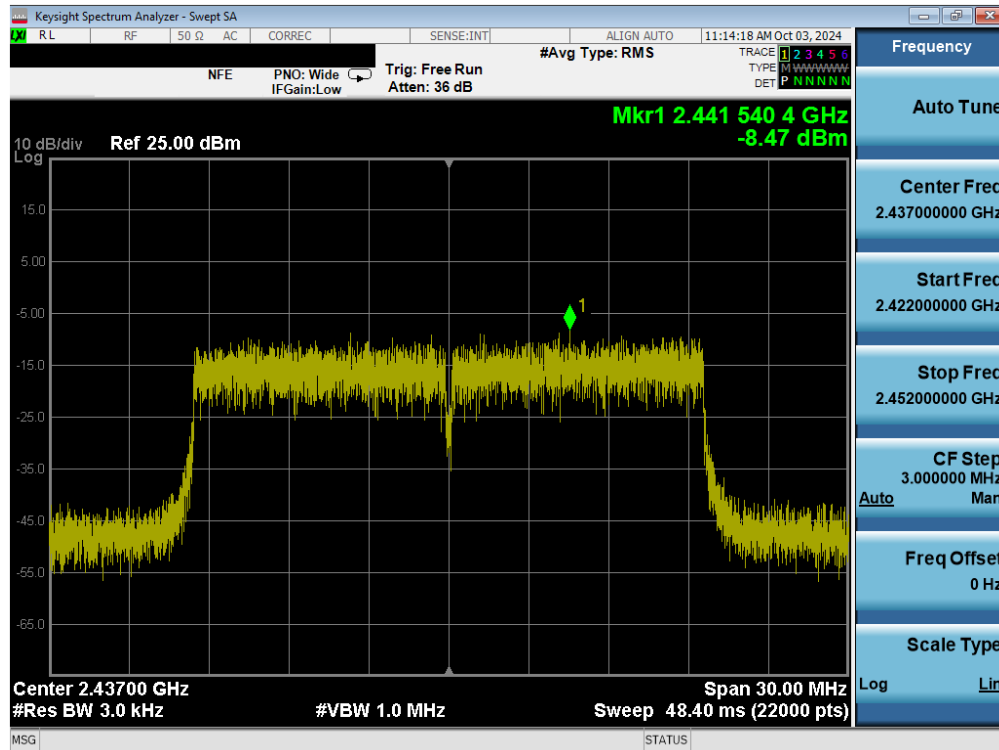 Keysight Spectrum Analyzer - Swept SA
LXI RL RF 50 Ω AC CORREC SENSE:INT ALIGN AUTO 11:14:18 AM Oct 03, 2024
NFE PNO: Wide Trig: Free Run #Avg Type: RMS TRACE 1 2 3 4 5 6
IFGain:Low Atten: 36 dB TYPE M W W W W W
DET P N N N N N
Mkr1 2.441 540 4 GHz
-8.47 dBm
10 dB/div Ref 25.00 dBm
Log
15.0
5.00
-5.00
-15.0
-25.0
-35.0
-45.0
-55.0
-65.0
1
Center 2.43700 GHz Span 30.00 MHz
#Res BW 3.0 kHz #VBW 1.0 MHz Sweep 48.40 ms (22000 pts)
MSG STATUS
Frequency
Auto Tune
Center Freq
2.437000000 GHz
Start Freq
2.422000000 GHz
Stop Freq
2.452000000 GHz
CF Step
3.000000 MHz
Auto Man
Freq Offset
0 Hz
Scale Type
Log Lin